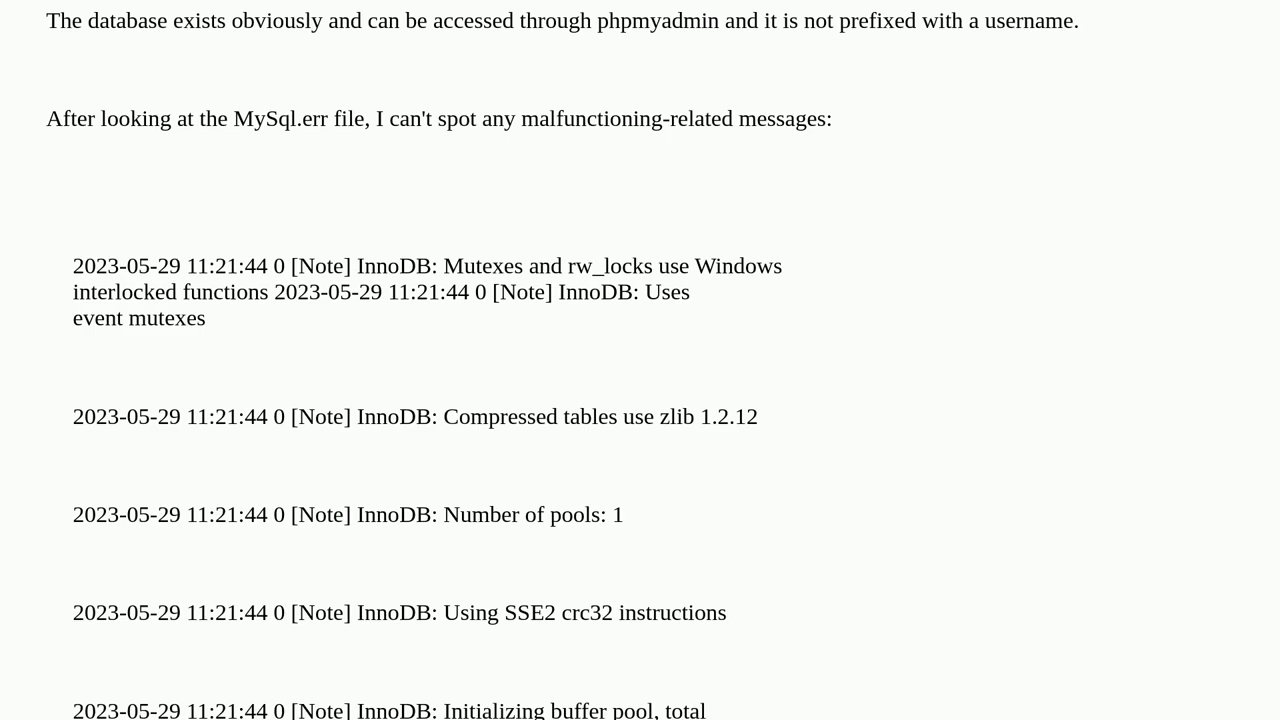 The database exists obviously and can be accessed through phpmyadmin and it is not prefixed with a username.
After looking at the MySql.err file, I can't spot any malfunctioning-related messages:
2023-05-29 11:21:44 0 [Note] InnoDB: Mutexes and rw_locks use Windows
interlocked functions 2023-05-29 11:21:44 0 [Note] InnoDB: Uses
event mutexes
2023-05-29 11:21:44 0 [Note] InnoDB: Compressed tables use zlib 1.2.12
2023-05-29 11:21:44 0 [Note] InnoDB: Number of pools: 1
2023-05-29 11:21:44 0 [Note] InnoDB: Using SSE2 crc32 instructions
2023-05-29 11:21:44 0 [Note] InnoDB: Initializing buffer pool, total